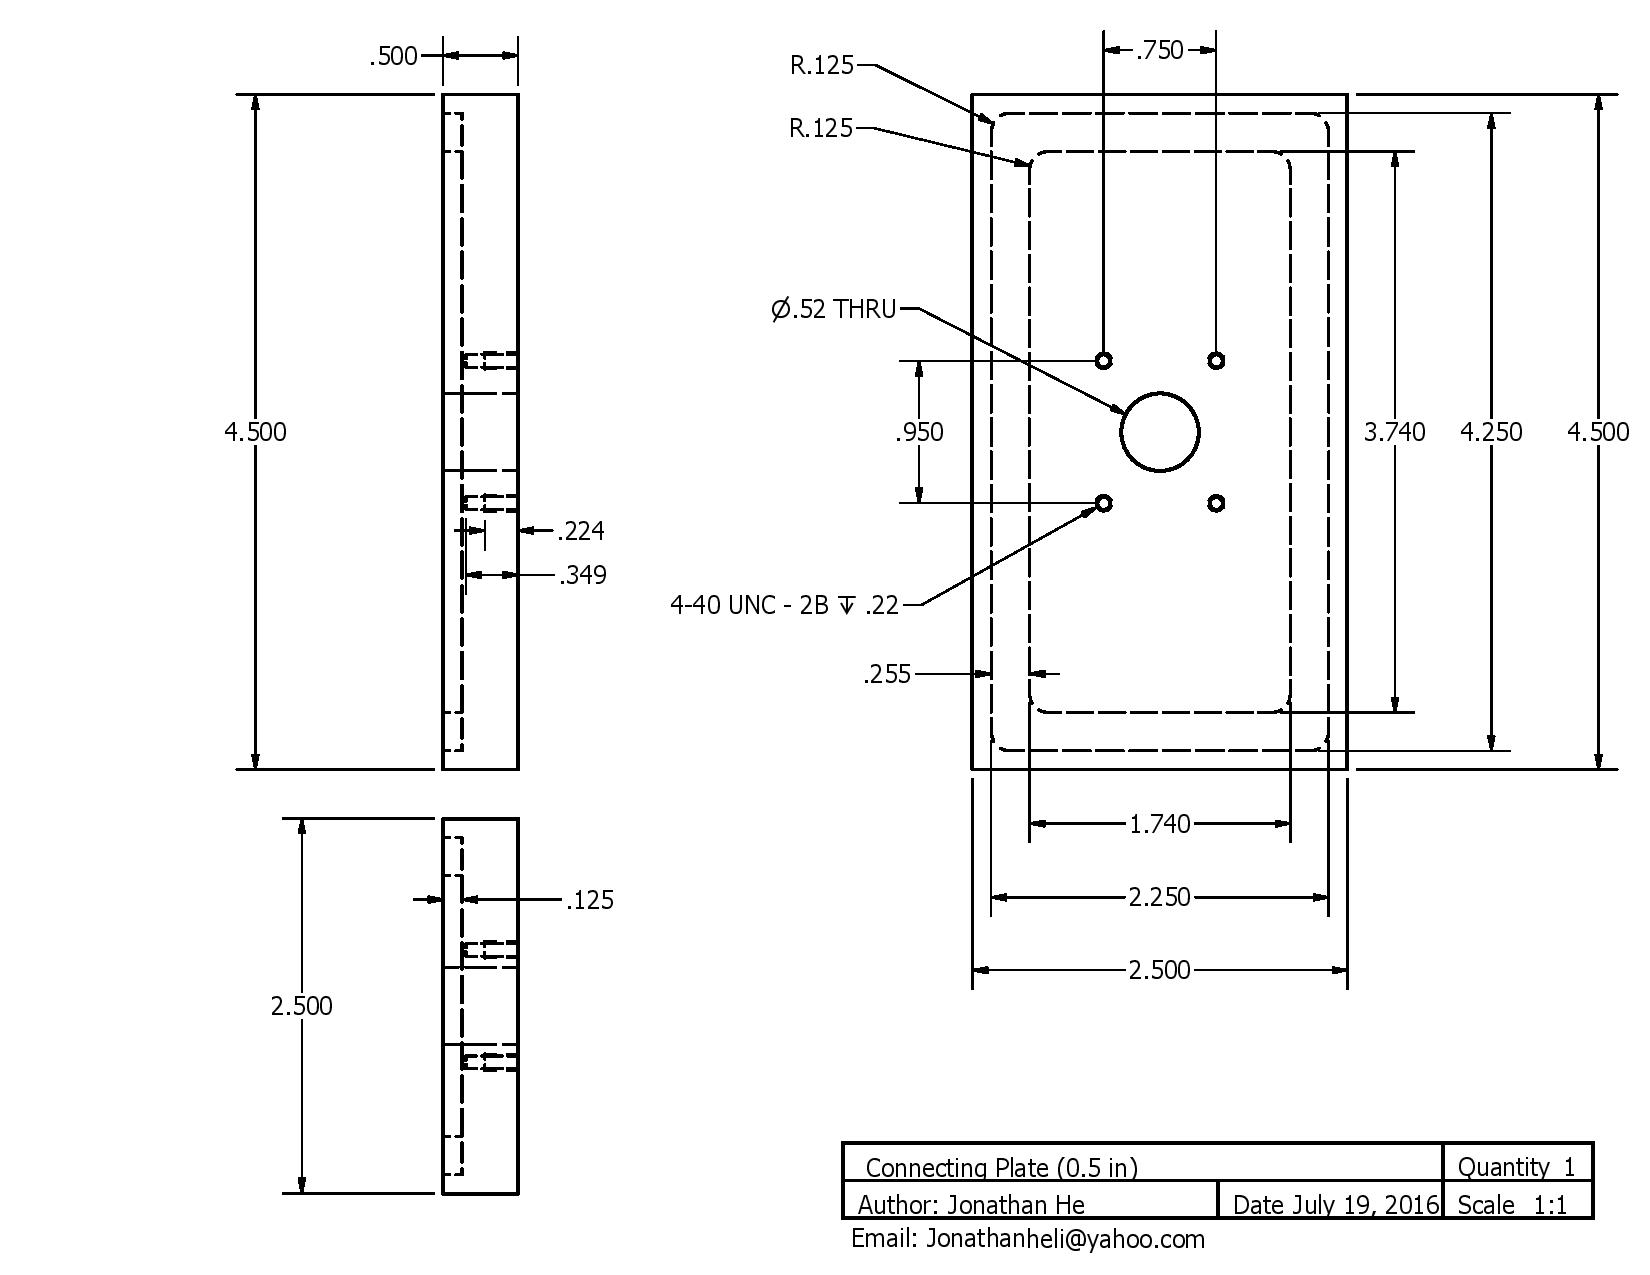 .500
.750
R.125
R.125
Ø.52 THRU
4.500
.950
3.740
4.250
4.500
.224
.349
4-40 UNC - 2B ↧ .22
.255
1.740
.125
2.250
2.500
2.500
Connecting Plate (0.5 in)
Quantity 1
Author: Jonathan He
Date July 19, 2016
Scale 1:1
Email: Jonathanheli@yahoo.com